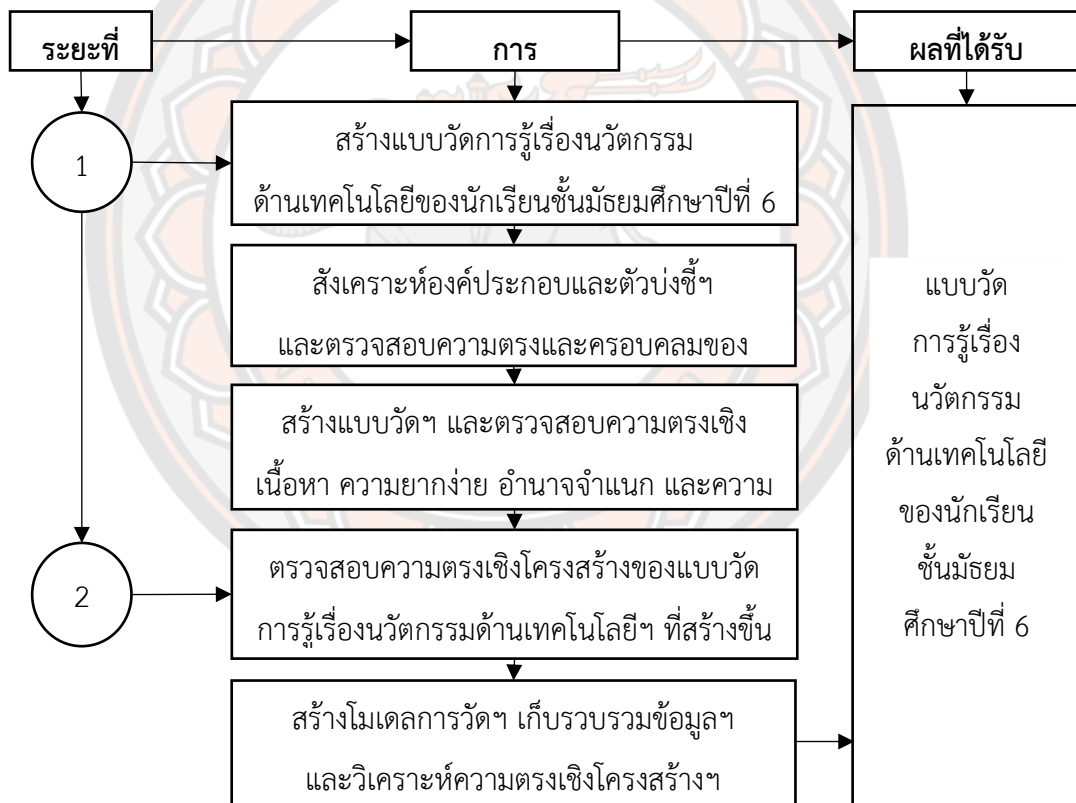 ระยะที่
การ
ผลที่ได้รับ
1
สร้างแบบวัดการรู้เรื่องนวัตกรรม
ด้านเทคโนโลยีของนักเรียนชั้นมัธยมศึกษาปีที่ 6
สังเคราะห์องค์ประกอบและตัวบ่งชี้ฯ
และตรวจสอบความตรงและครอบคลมของ
สร้างแบบวัดฯ และตรวจสอบความตรงเชิง
เนื้อหา ความยากง่าย อำนาจจำแนก และความ
2
ตรวจสอบความตรงเชิงโครงสร้างของแบบวัด
การรู้เรื่องนวัตกรรมด้านเทคโนโลยีฯ ที่สร้างขึ้น
สร้างโมเดลการวัดฯ เก็บรวบรวมข้อมูลฯ
และวิเคราะห์ความตรงเชิงโครงสร้างฯ
แบบวัด
การรู้เรื่อง
นวัตกรรม
ด้านเทคโนโลยี
ของนักเรียน
ชั้นมัธยม
ศึกษาปีที่ 6